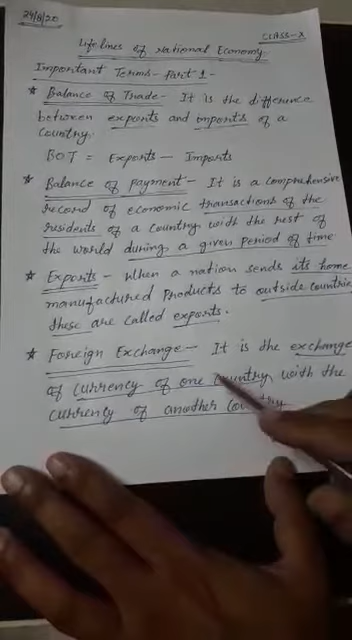 24/8/20
CLASS-X
Life lines of National Economy
Important Terms- Part 1 -
* Balance of Trade - It is the difference
between exports and imports of a
Country.
BOT = Exports - Imports
* Balance of Payment - It is a comprehensive
record of economic transactions of the
residents of a country with the rest of
the world during a given period of time
* Exports - When a nation sends its home
manufactured products to outside countries
these are called exports.
* Foreign Exchange - It is the exchange
of currency of one country with the
currency of another country